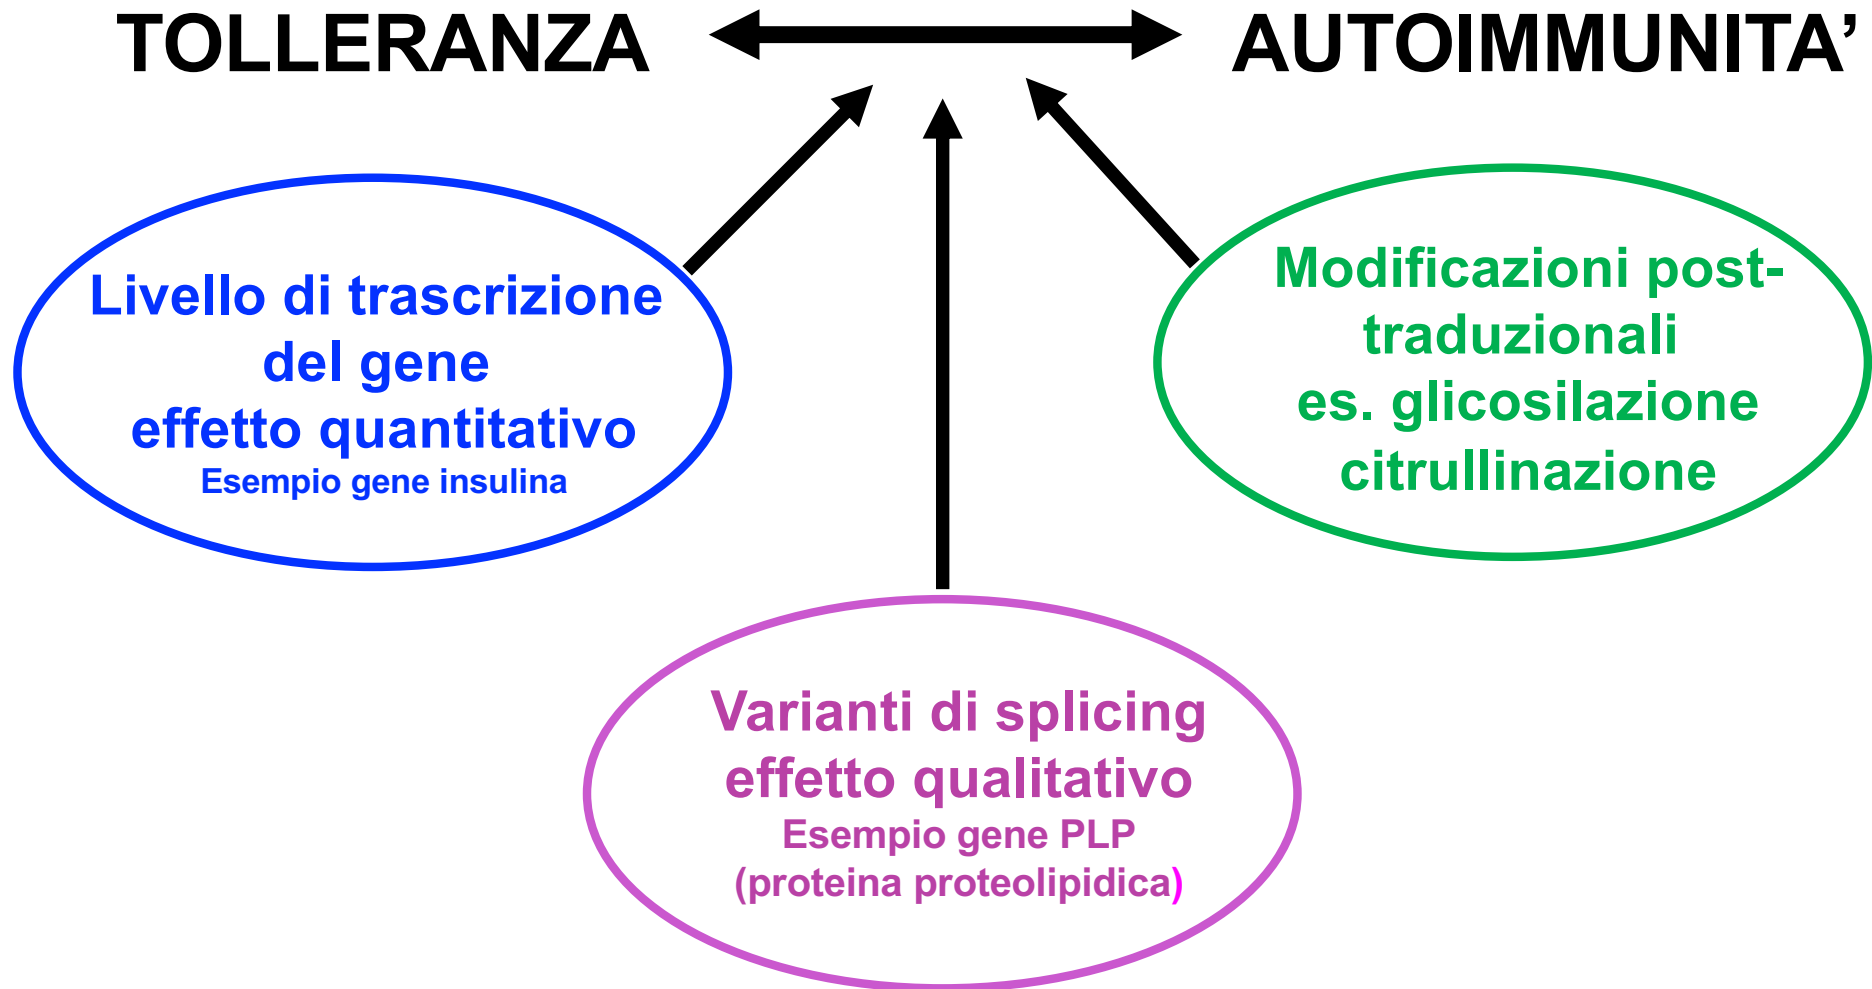 TOLLERANZA
AUTOIMMUNITA’
Livello di trascrizione
del gene
effetto quantitativo
Esempio gene insulina
Modificazioni post-
traduzionali
es. glicosilazione
citrullinazione
Varianti di splicing
effetto qualitativo
Esempio gene PLP
(proteina proteolipidica)